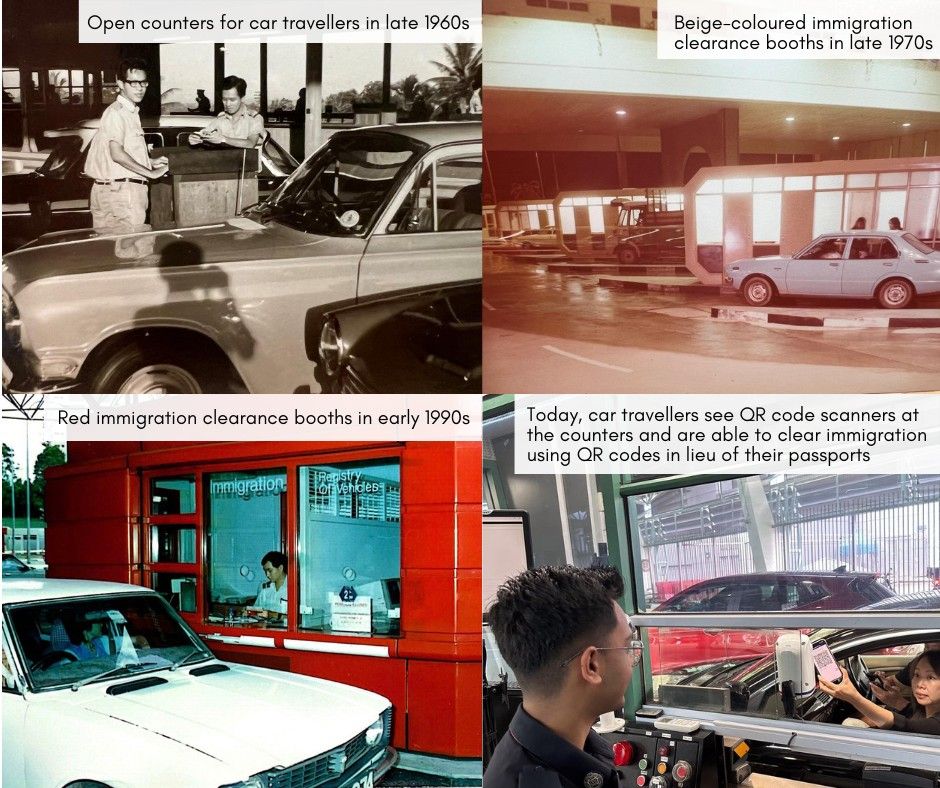 Open counters for car travellers in late 1960s
Beige-coloured immigration
clearance booths in late 1970s
Red immigration clearance booths in early 1990s
Immigration
Registry
Of Vehicles
25
Today, car travellers see QR code scanners at
the counters and are able to clear immigration
using QR codes in lieu of their passports